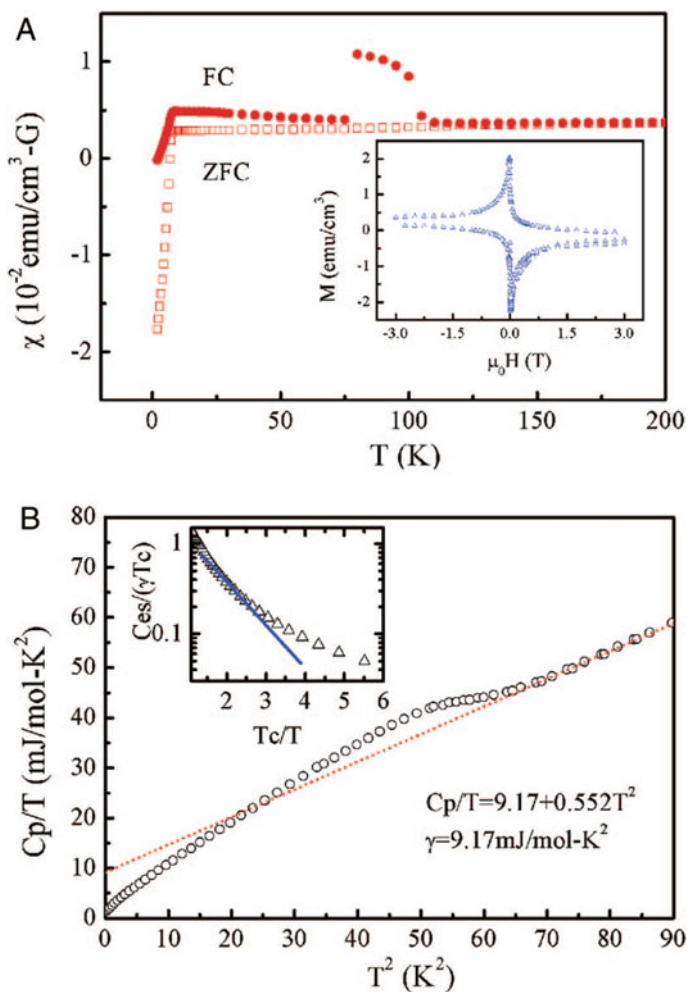 A
χ (10⁻²emu/cm³-G)
1
0
-1
-2
FC
ZFC
M (emu/cm³)
2
1
0
-1
-2
-3.0 -1.5 0.0 1.5 3.0
μ₀H (T)
0 50 100 150 200
T (K)
B
Cp/T (mJ/mol-K²)
80
70
60
50
40
30
20
10
0
Ces/(γTc)
1
0.1
2 3 4 5 6
Tc/T
Cp/T=9.17+0.552T²
γ=9.17mJ/mol-K²
0 10 20 30 40 50 60 70 80 90
T² (K²)